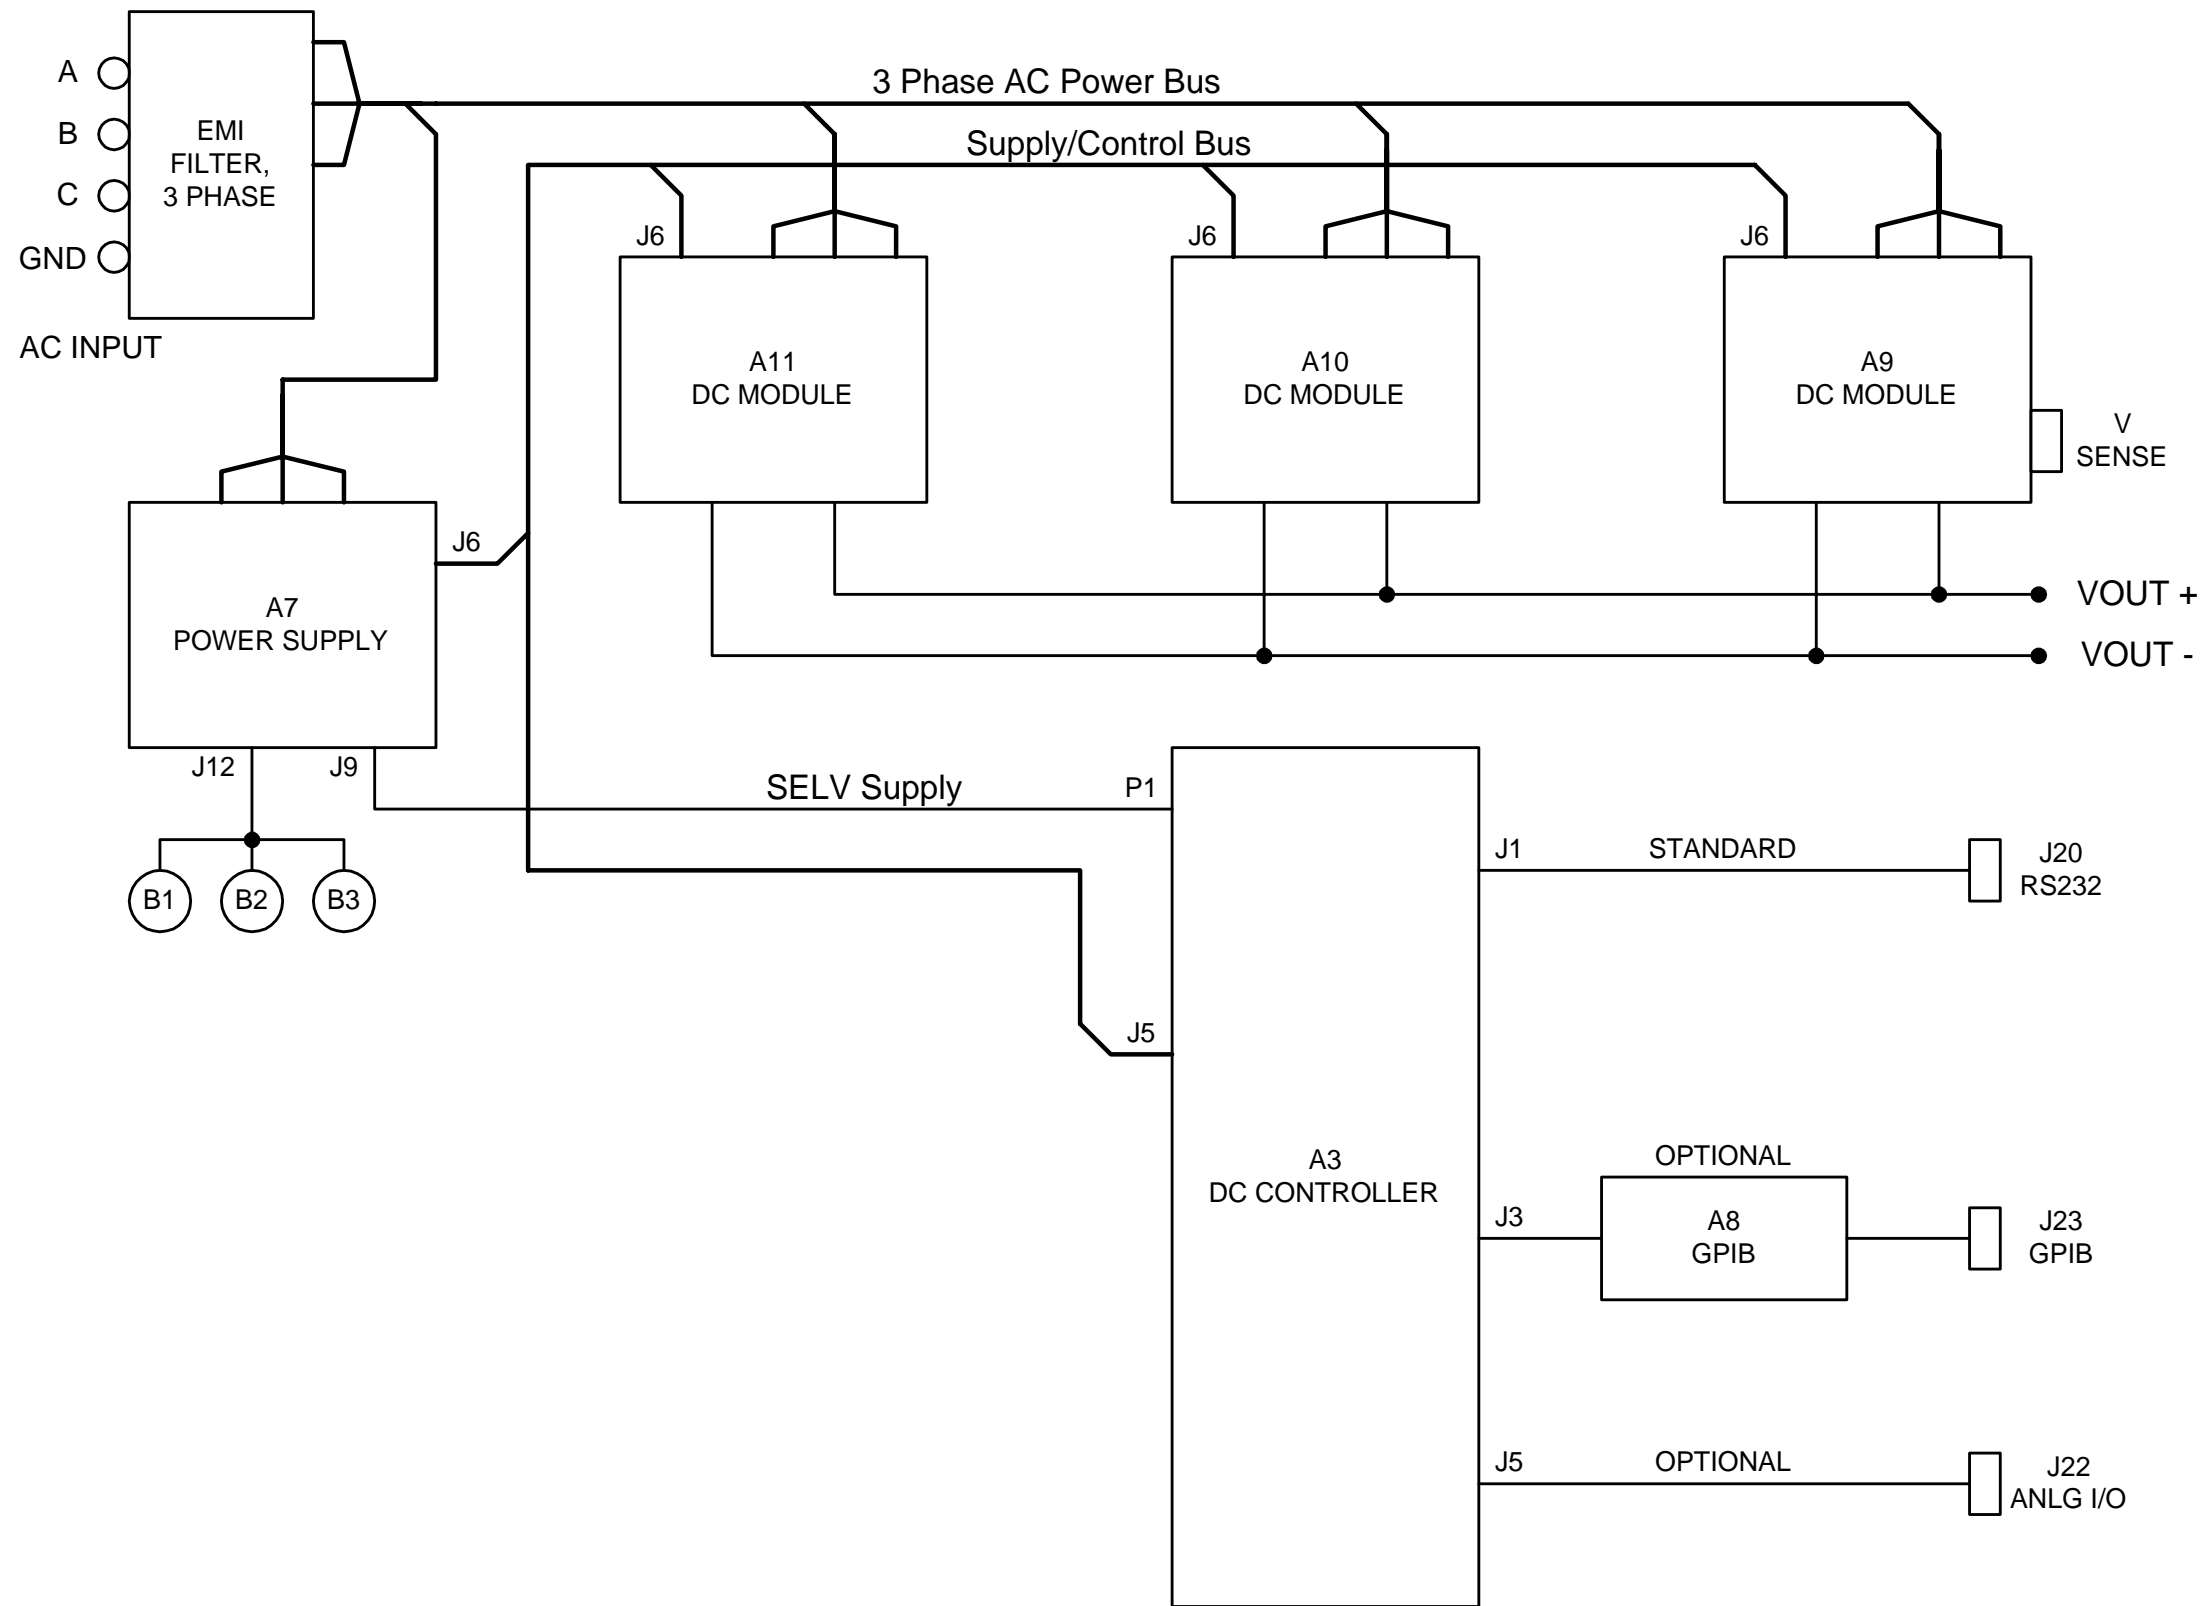 A
B
C
GND
EMI
FILTER,
3 PHASE
AC INPUT
3 Phase AC Power Bus
Supply/Control Bus
J6
J6
J6
A11
DC MODULE
A10
DC MODULE
A9
DC MODULE
V
SENSE
J6
A7
POWER SUPPLY
VOUT +
VOUT -
J12
J9
SELV Supply
P1
B1
B2
B3
J1
STANDARD
J20
RS232
J5
A3
DC CONTROLLER
OPTIONAL
J3
A8
GPIB
J23
GPIB
J5
OPTIONAL
J22
ANLG I/O